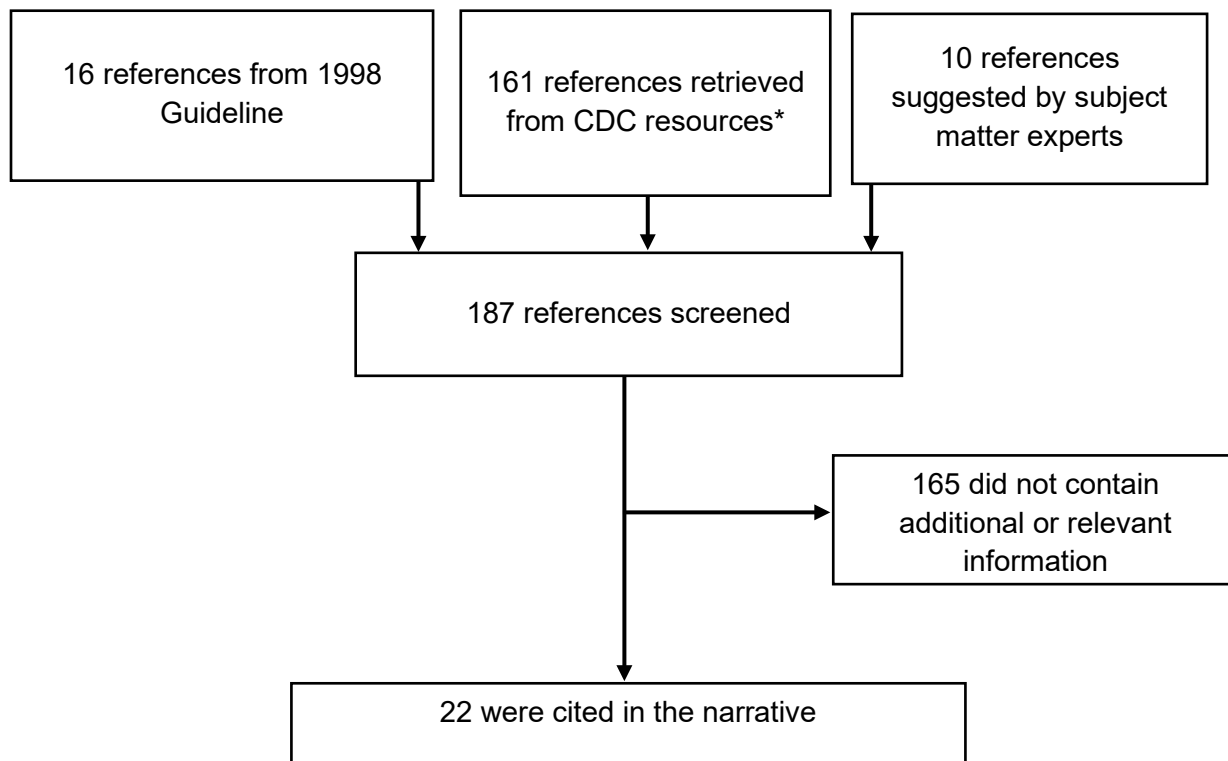 16 references from 1998
Guideline
161 references retrieved
from CDC resources*
10 references
suggested by subject
matter experts
187 references screened
165 did not contain
additional or relevant
information
22 were cited in the narrative